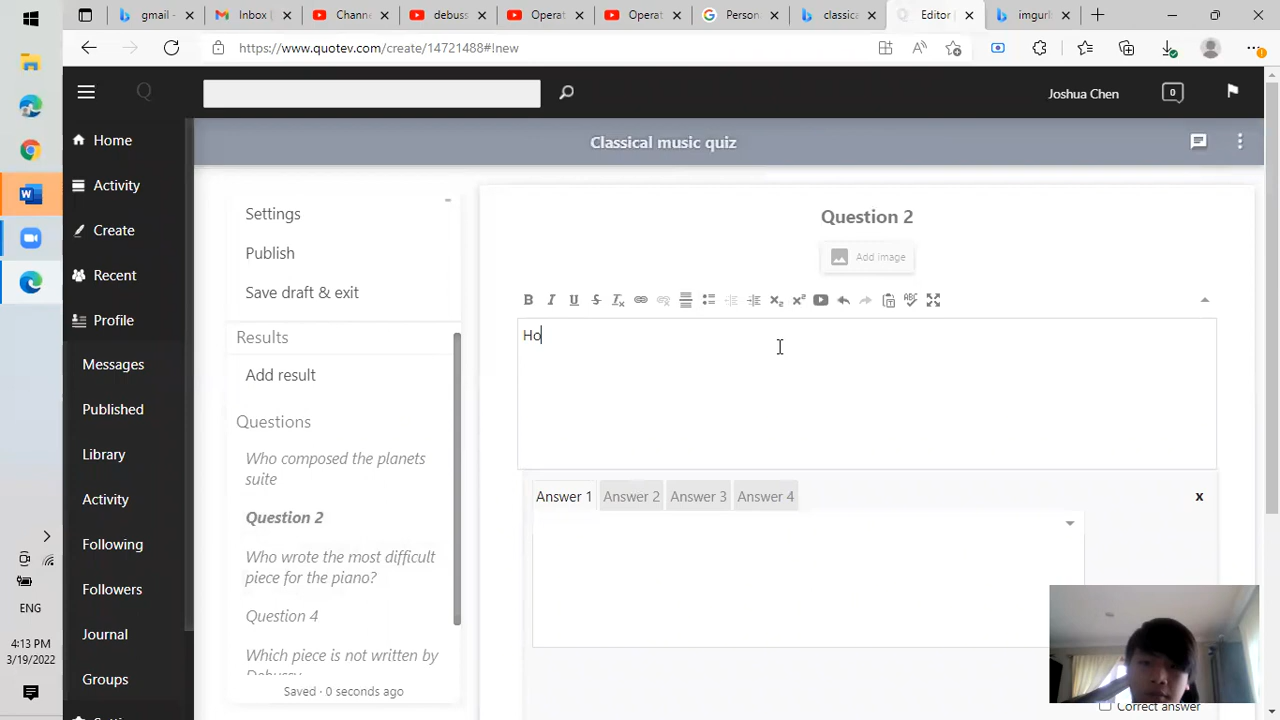 gmail -
Inbox (
Channe
debuss
Operat
Operat
Person
classica
Editor |
imgurl
https://www.quotev.com/create/14721488#!new
Q
Joshua Chen
0
Home
Activity
Create
Recent
Profile
Messages
Published
Library
Activity
Following
Followers
Journal
Groups
Classical music quiz
Settings
Publish
Save draft & exit
Results
Add result
Questions
Who composed the planets
suite
Question 2
Who wrote the most difficult
piece for the piano?
Question 4
Which piece is not written by
Debussy
Saved · 0 seconds ago
Question 2
Add image
Ho
Answer 1
Answer 2
Answer 3
Answer 4
x
Correct answer
ENG
4:13 PM
3/19/2022